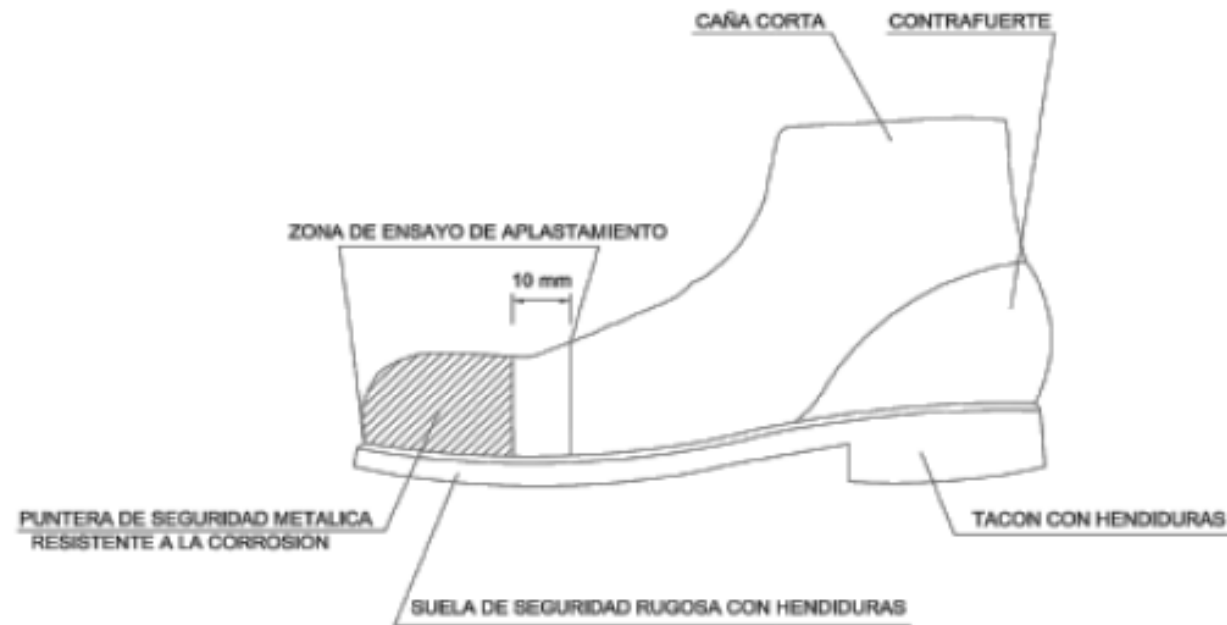 CAÑA CORTA
CONTRAFUERTE
ZONA DE ENSAYO DE APLASTAMIENTO
10 mm
PUNTERA DE SEGURIDAD METALICA
RESISTENTE A LA CORROSION
TACON CON HENDIDURAS
SUELA DE SEGURIDAD RUGOSA CON HENDIDURAS